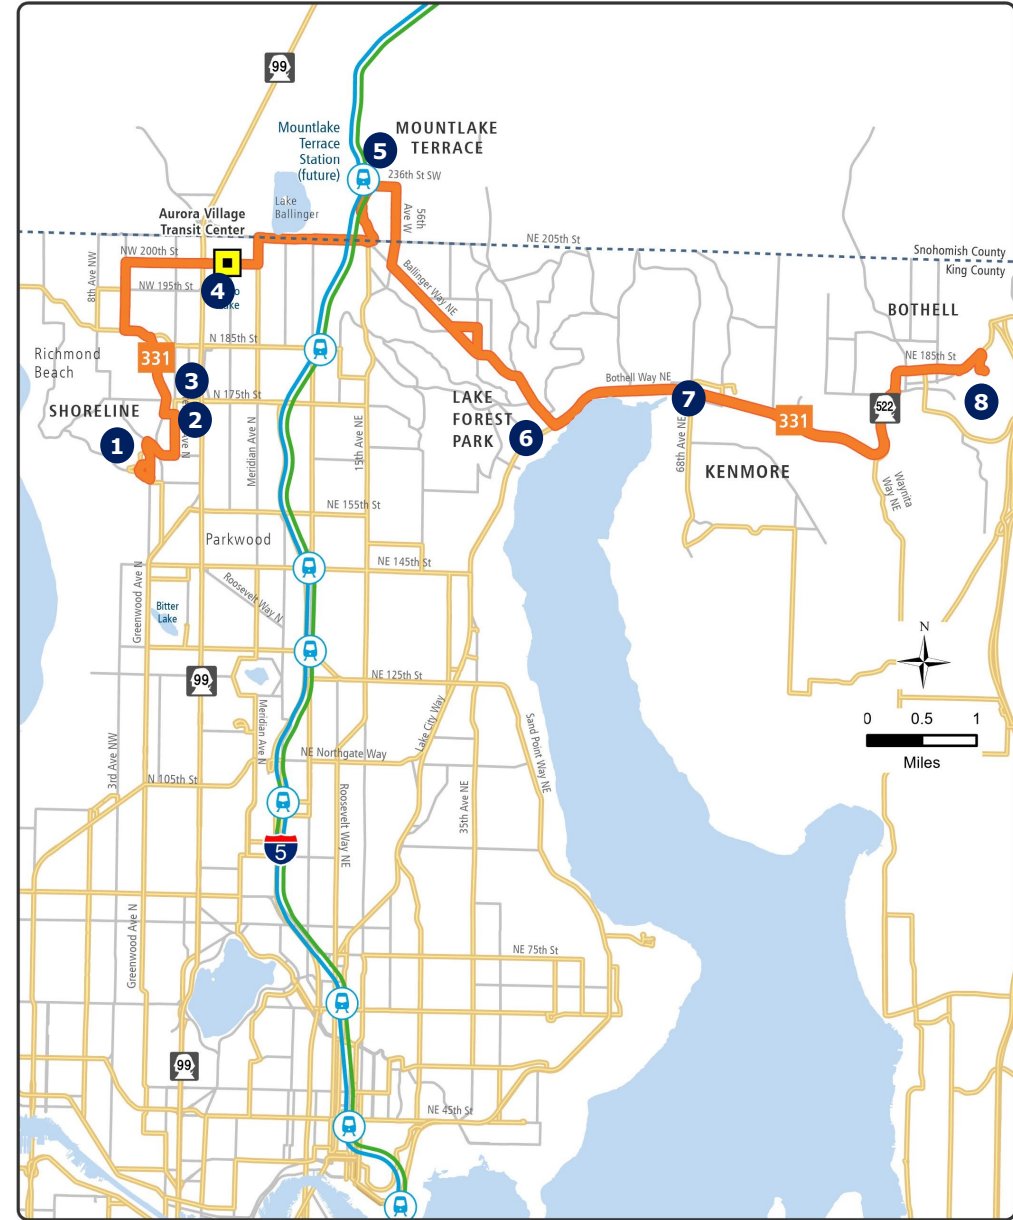 99
Mountlake
Terrace
Station
(future)
5
MOUNTLAKE
TERRACE
236th St SW
56th
Ave W
Lake
Ballinger
Aurora Village
Transit Center
NE 205th St
Snohomish County
King County
NW 200th St
8th Ave NW
NW 195th St
4
Ballinger Way NE
BOTHELL
N 185th St
Richmond
Beach
331
NE 185th St
3
N 175th St
Bothell Way NE
SHORELINE
2
LAKE
FOREST
PARK
7
522
8
331
1
Ave N
Meridian Ave N
15th Ave NE
6
68th Ave NE
KENMORE
Waynita
Way NE
NE 155th St
Parkwood
NE 145th St
Greenwood Ave N
Roosevelt Way N
Bitter
Lake
N
99
NE 125th St
0 0.5 1
Miles
Meridian Ave N
Lake City Way
Sand Point Way NE
3rd Ave NW
NE Northgate Way
N 105th St
Roosevelt Way NE
35th Ave NE
5
Greenwood Ave N
NE 75th St
99
NE 45th St